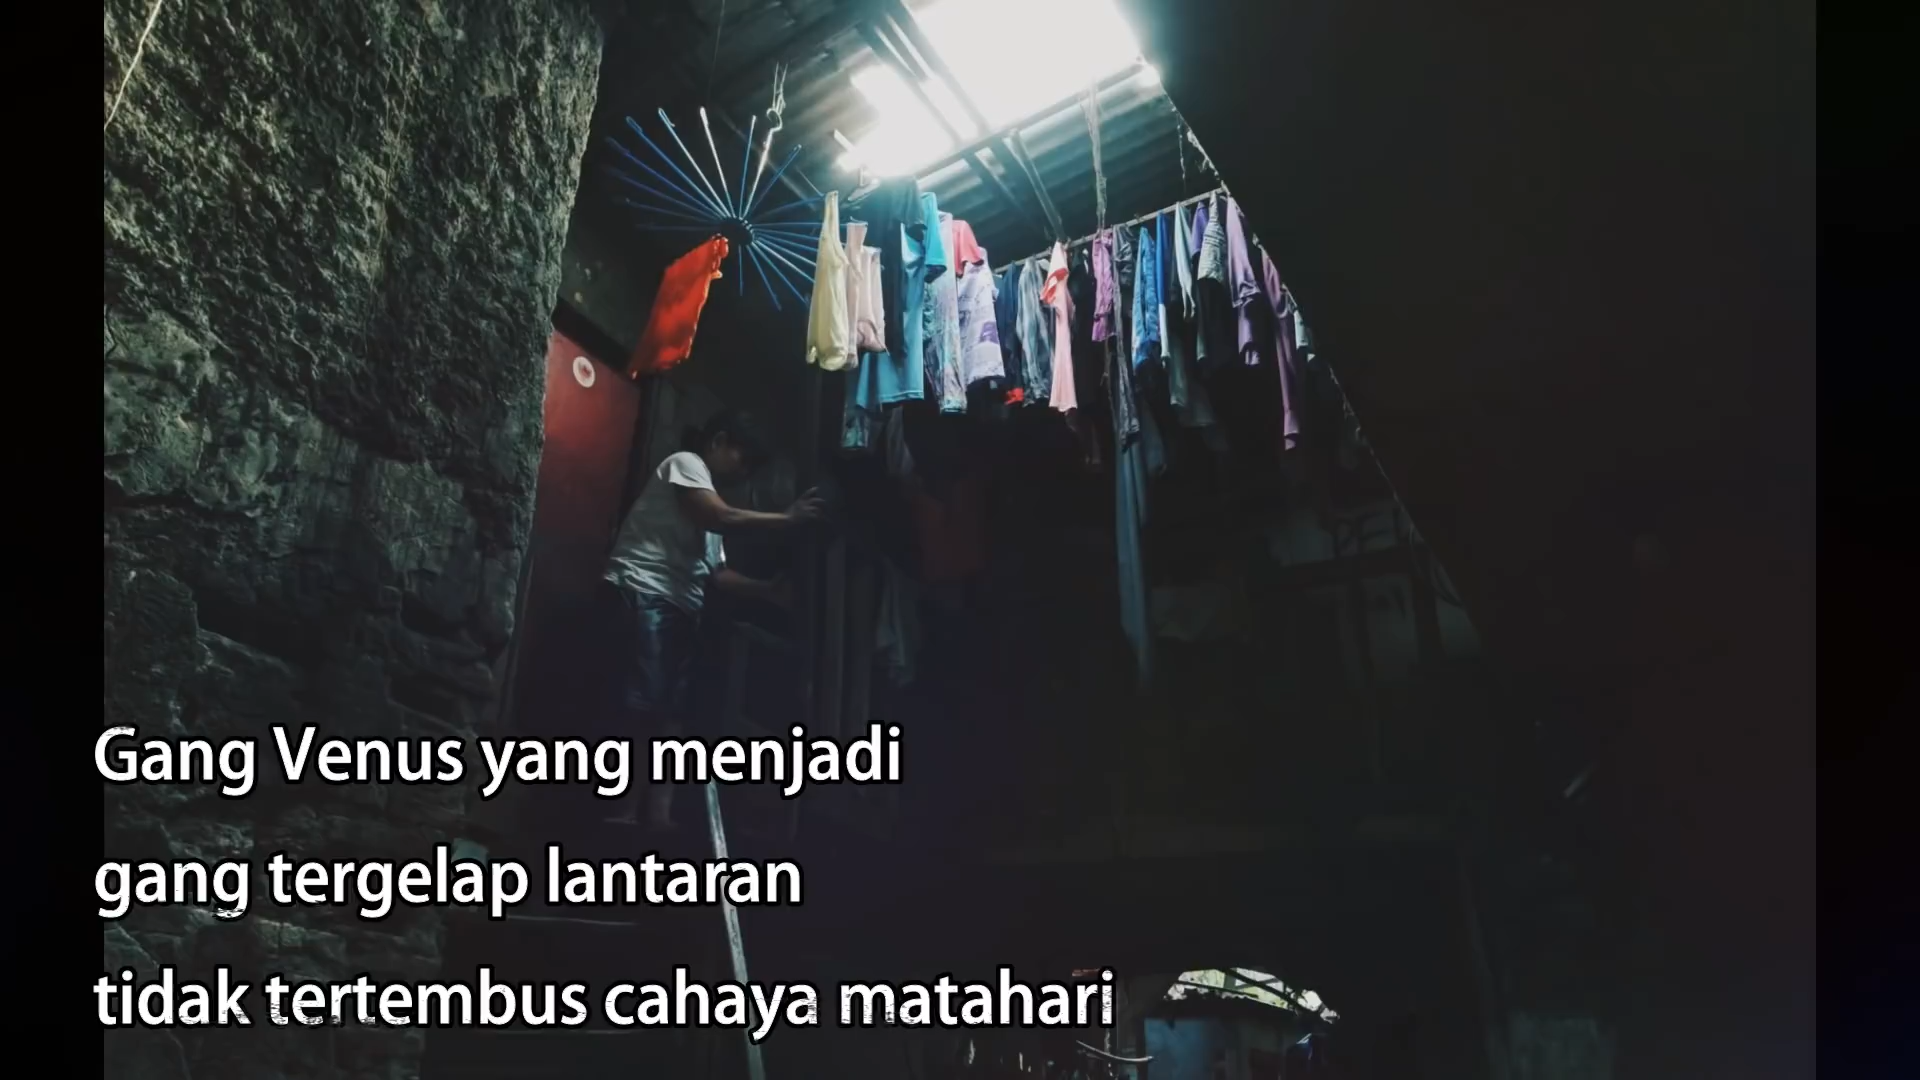 Gang Venus yang menjadi
gang tergelap lantaran
tidak tertembus cahaya matahari